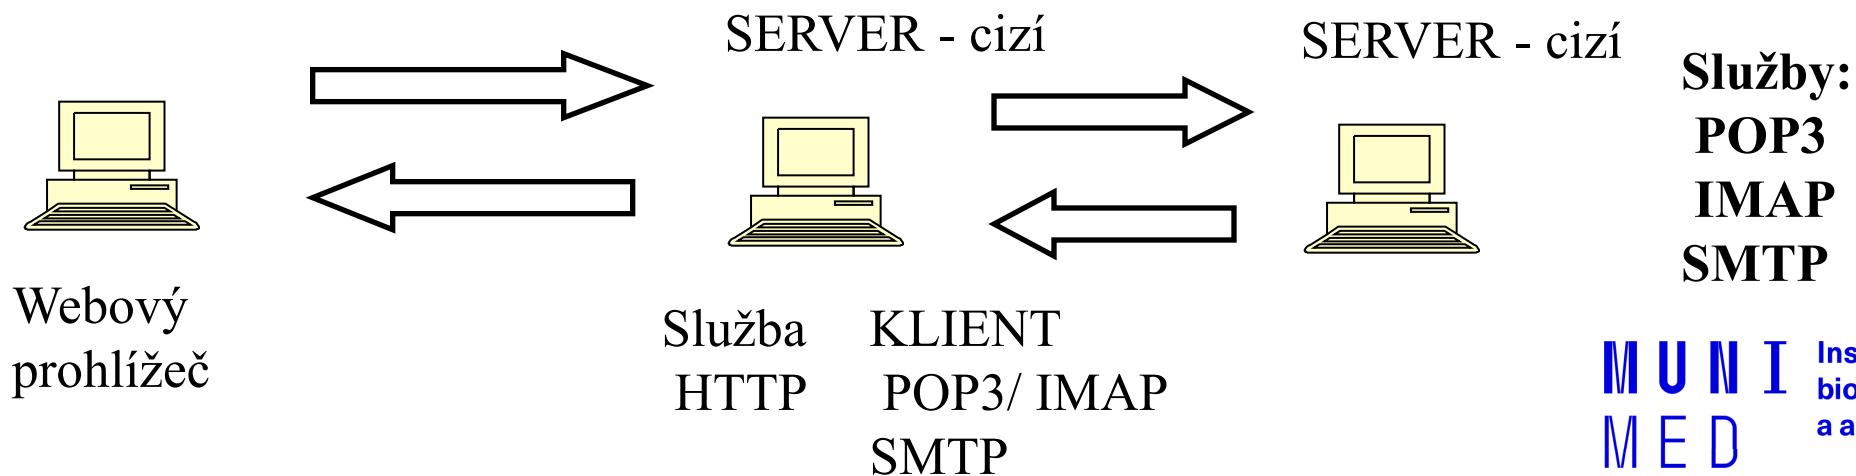 SERVER - cizí
SERVER - cizí
Služby:
POP3
IMAP
SMTP
Webový
prohlížeč
Služba KLIENT
HTTP POP3/ IMAP
SMTP
MUNI
MED
a